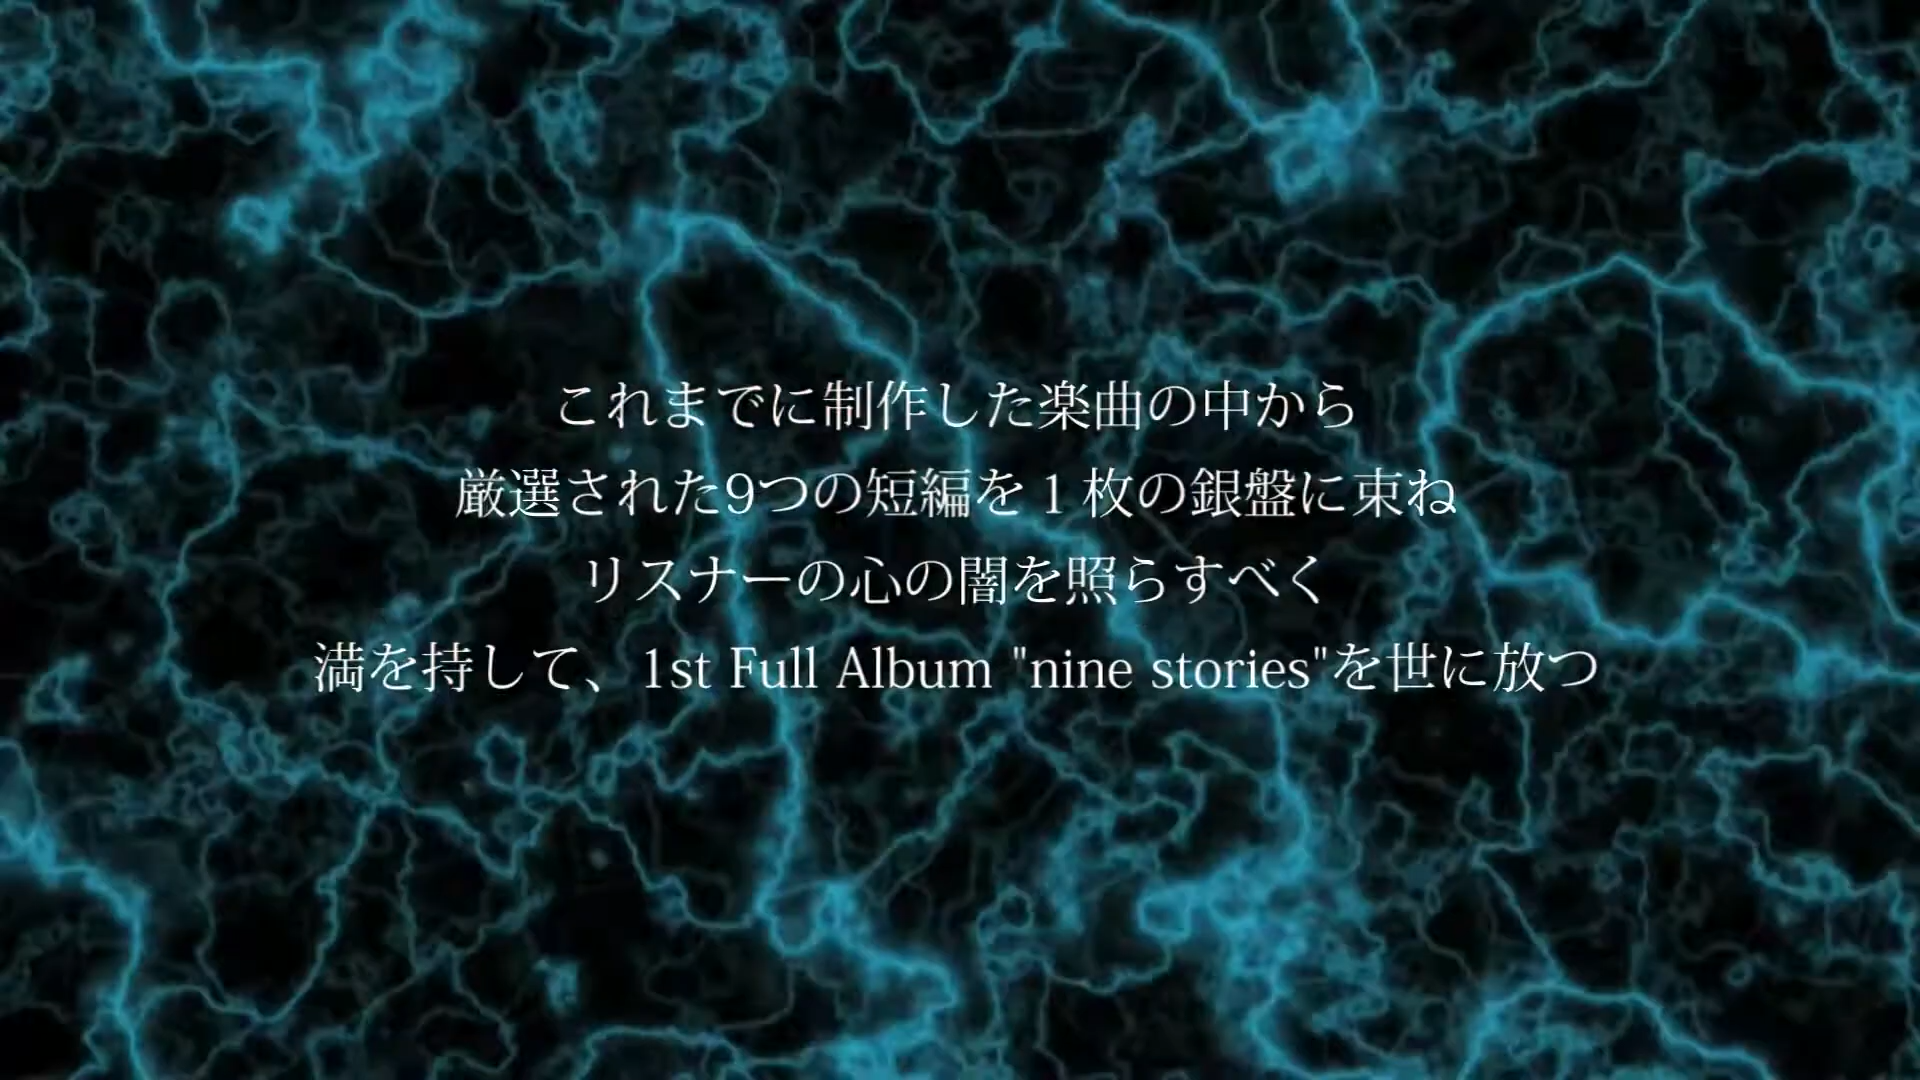 これまでに制作した楽曲の中から
厳選された9つの短編を１枚の銀盤に束ね
リスナーの心の闇を照らすべく
満を持して、1st Full Album "nine stories"を世に放つ